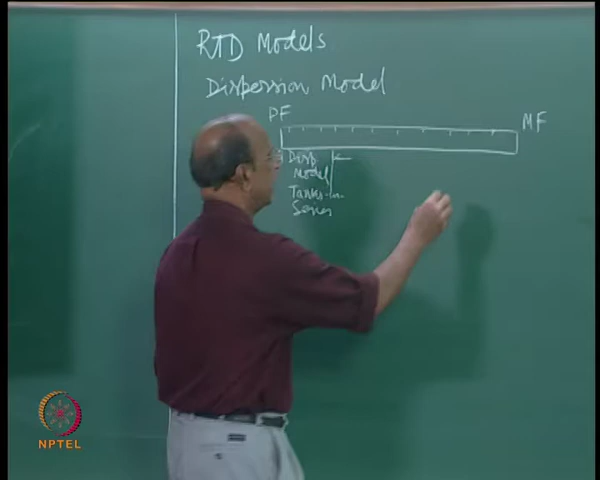 RTD Models
Dispersion Model
PF
MF
Disp
Model
Tanks-in
Series
NPTEL